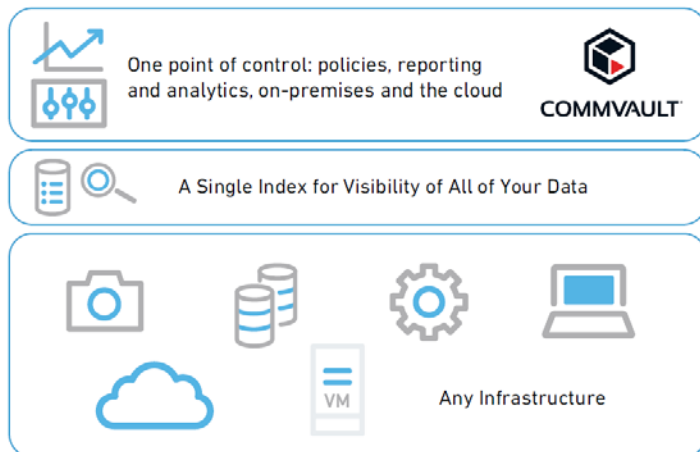 One point of control: policies, reporting
and analytics, on-premises and the cloud
COMMVAULT
A Single Index for Visibility of All of Your Data
VM
Any Infrastructure